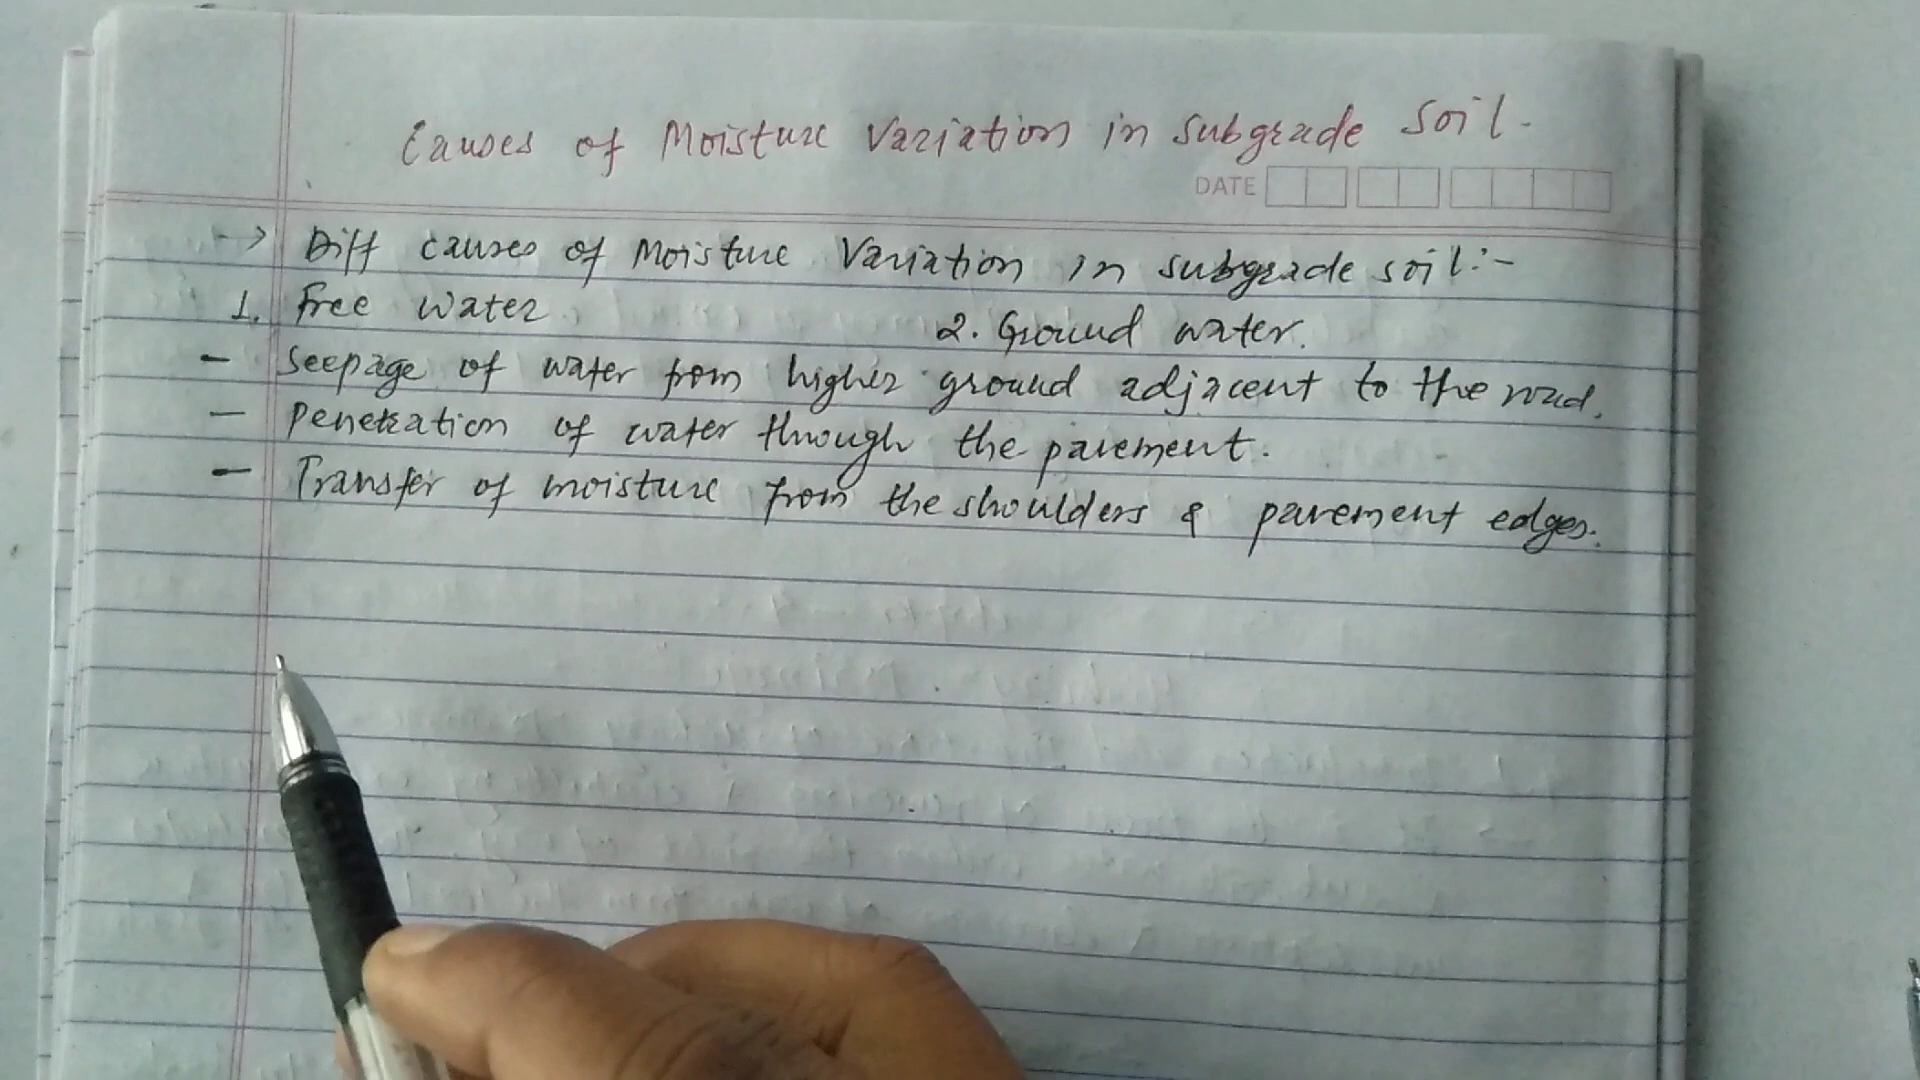 Causes of Moisture Variation in subgrade soil.
DATE
→ Diff causes of Moisture Variation in subgrade soil:-
1. Free water 2. Ground water.
- Seepage of water from higher ground adjacent to the road.
- Penetration of water through the pavement.
- Transfer of moisture from the shoulders & pavement edges.